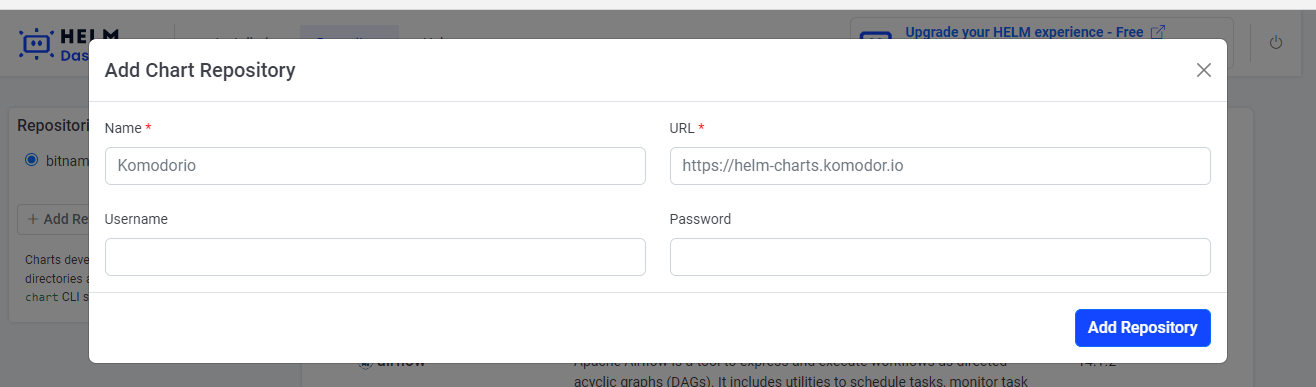 HELM
Das
Upgrade your HELM experience - Free
Add Chart Repository
Name *
URL *
Komodorio
https://helm-charts.komodor.io
Username
Password
Add Repository
Repositori
bitnam
+ Add Re
Charts deve
directories a
chart CLI s
airflow
Apache Airflow is a tool to express and execute workflows as directed
acyclic graphs (DAGs). It includes utilities to schedule tasks, monitor task
14.1.2